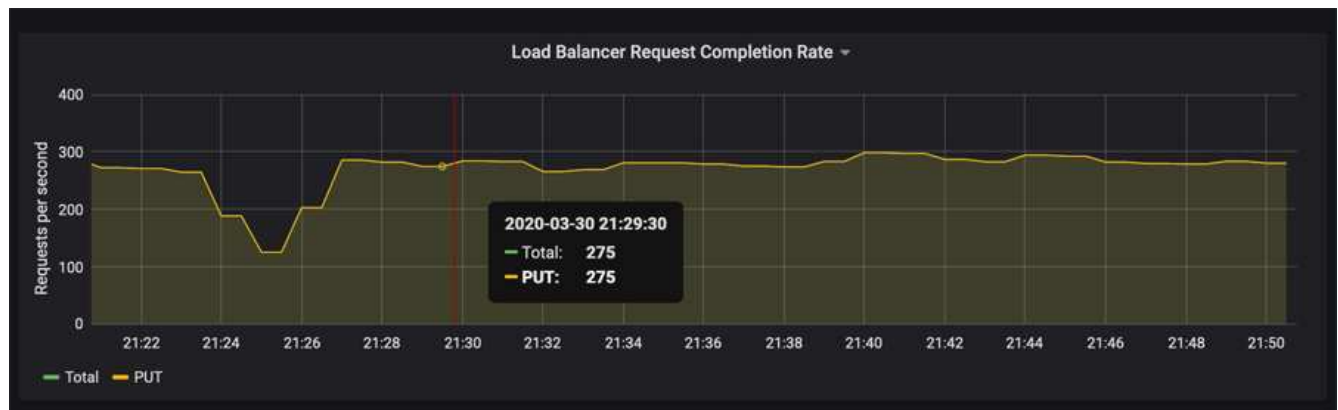 Load Balancer Request Completion Rate
400
300
200
100
0
Requests per second
2020-03-30 21:29:30
Total: 275
PUT: 275
21:22 21:24 21:26 21:28 21:30 21:32 21:34 21:36 21:38 21:40 21:42 21:44 21:46 21:48 21:50
Total PUT